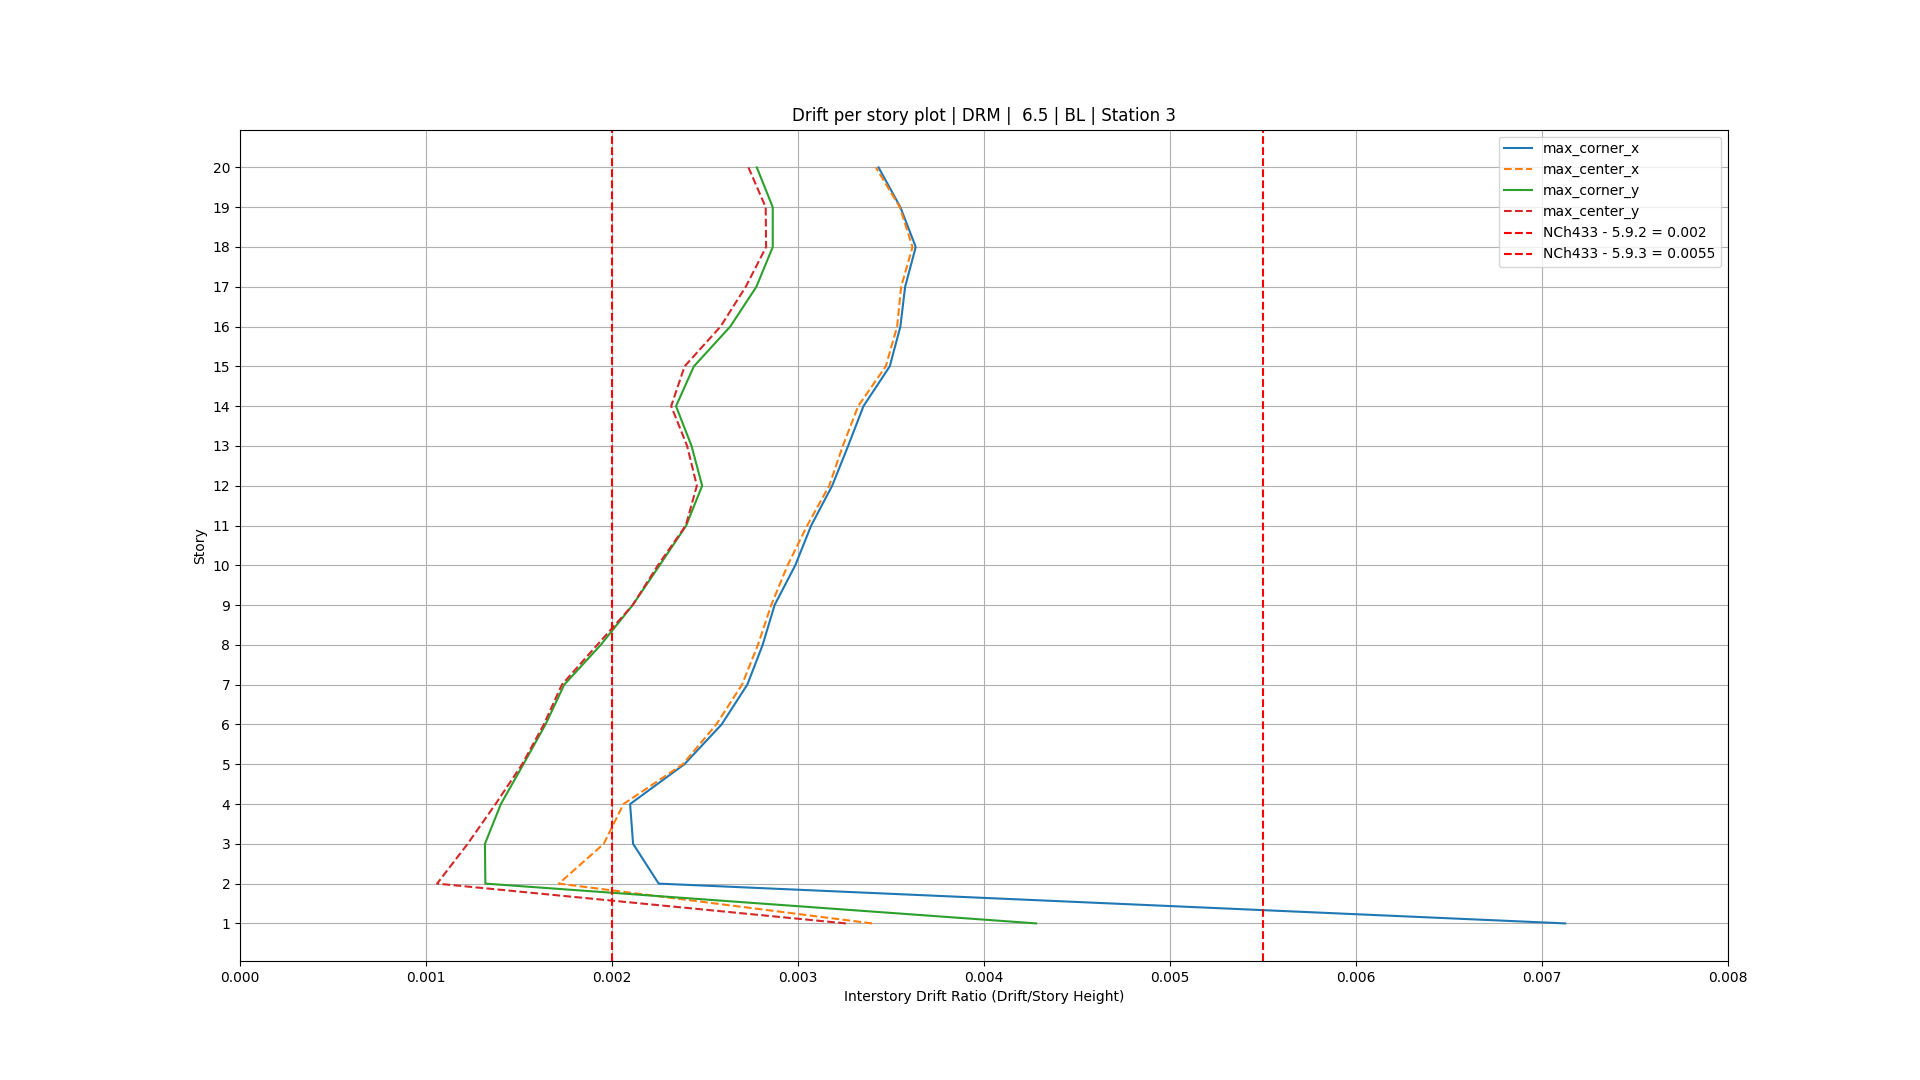 Drift per story plot | DRM |  6.5 | BL | Station 3
max_corner_x
max_center_x
max_corner_y
max_center_y
NCh433 - 5.9.2 = 0.002
NCh433 - 5.9.3 = 0.0055
20
19
18
17
16
15
14
13
12
11
10
9
8
7
6
5
4
3
2
1
Story
0.000 0.001 0.002 0.003 0.004 0.005 0.006 0.007 0.008
Interstory Drift Ratio (Drift/Story Height)